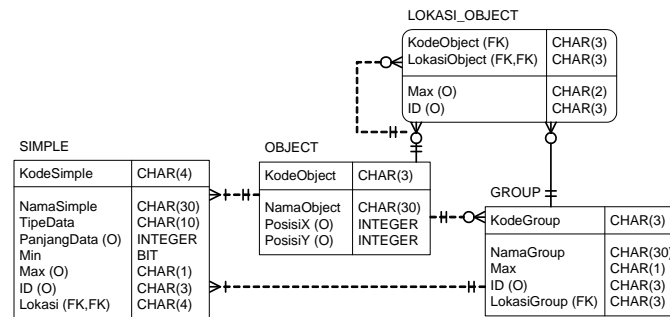 LOKASI_OBJECT
KodeObject (FK) CHAR(3)
LokasiObject (FK,FK) CHAR(3)
Max (O) CHAR(2)
ID (O) CHAR(3)
SIMPLE
KodeSimple CHAR(4)
NamaSimple CHAR(30)
TipeData CHAR(10)
PanjangData (O) INTEGER
Min BIT
Max (O) CHAR(1)
ID (O) CHAR(3)
Lokasi (FK,FK) CHAR(4)
OBJECT
KodeObject CHAR(3)
NamaObject CHAR(30)
PosisiX (O) INTEGER
PosisiY (O) INTEGER
GROUP
KodeGroup CHAR(3)
NamaGroup CHAR(30)
Max CHAR(1)
ID (O) CHAR(3)
LokasiGroup (FK) CHAR(3)